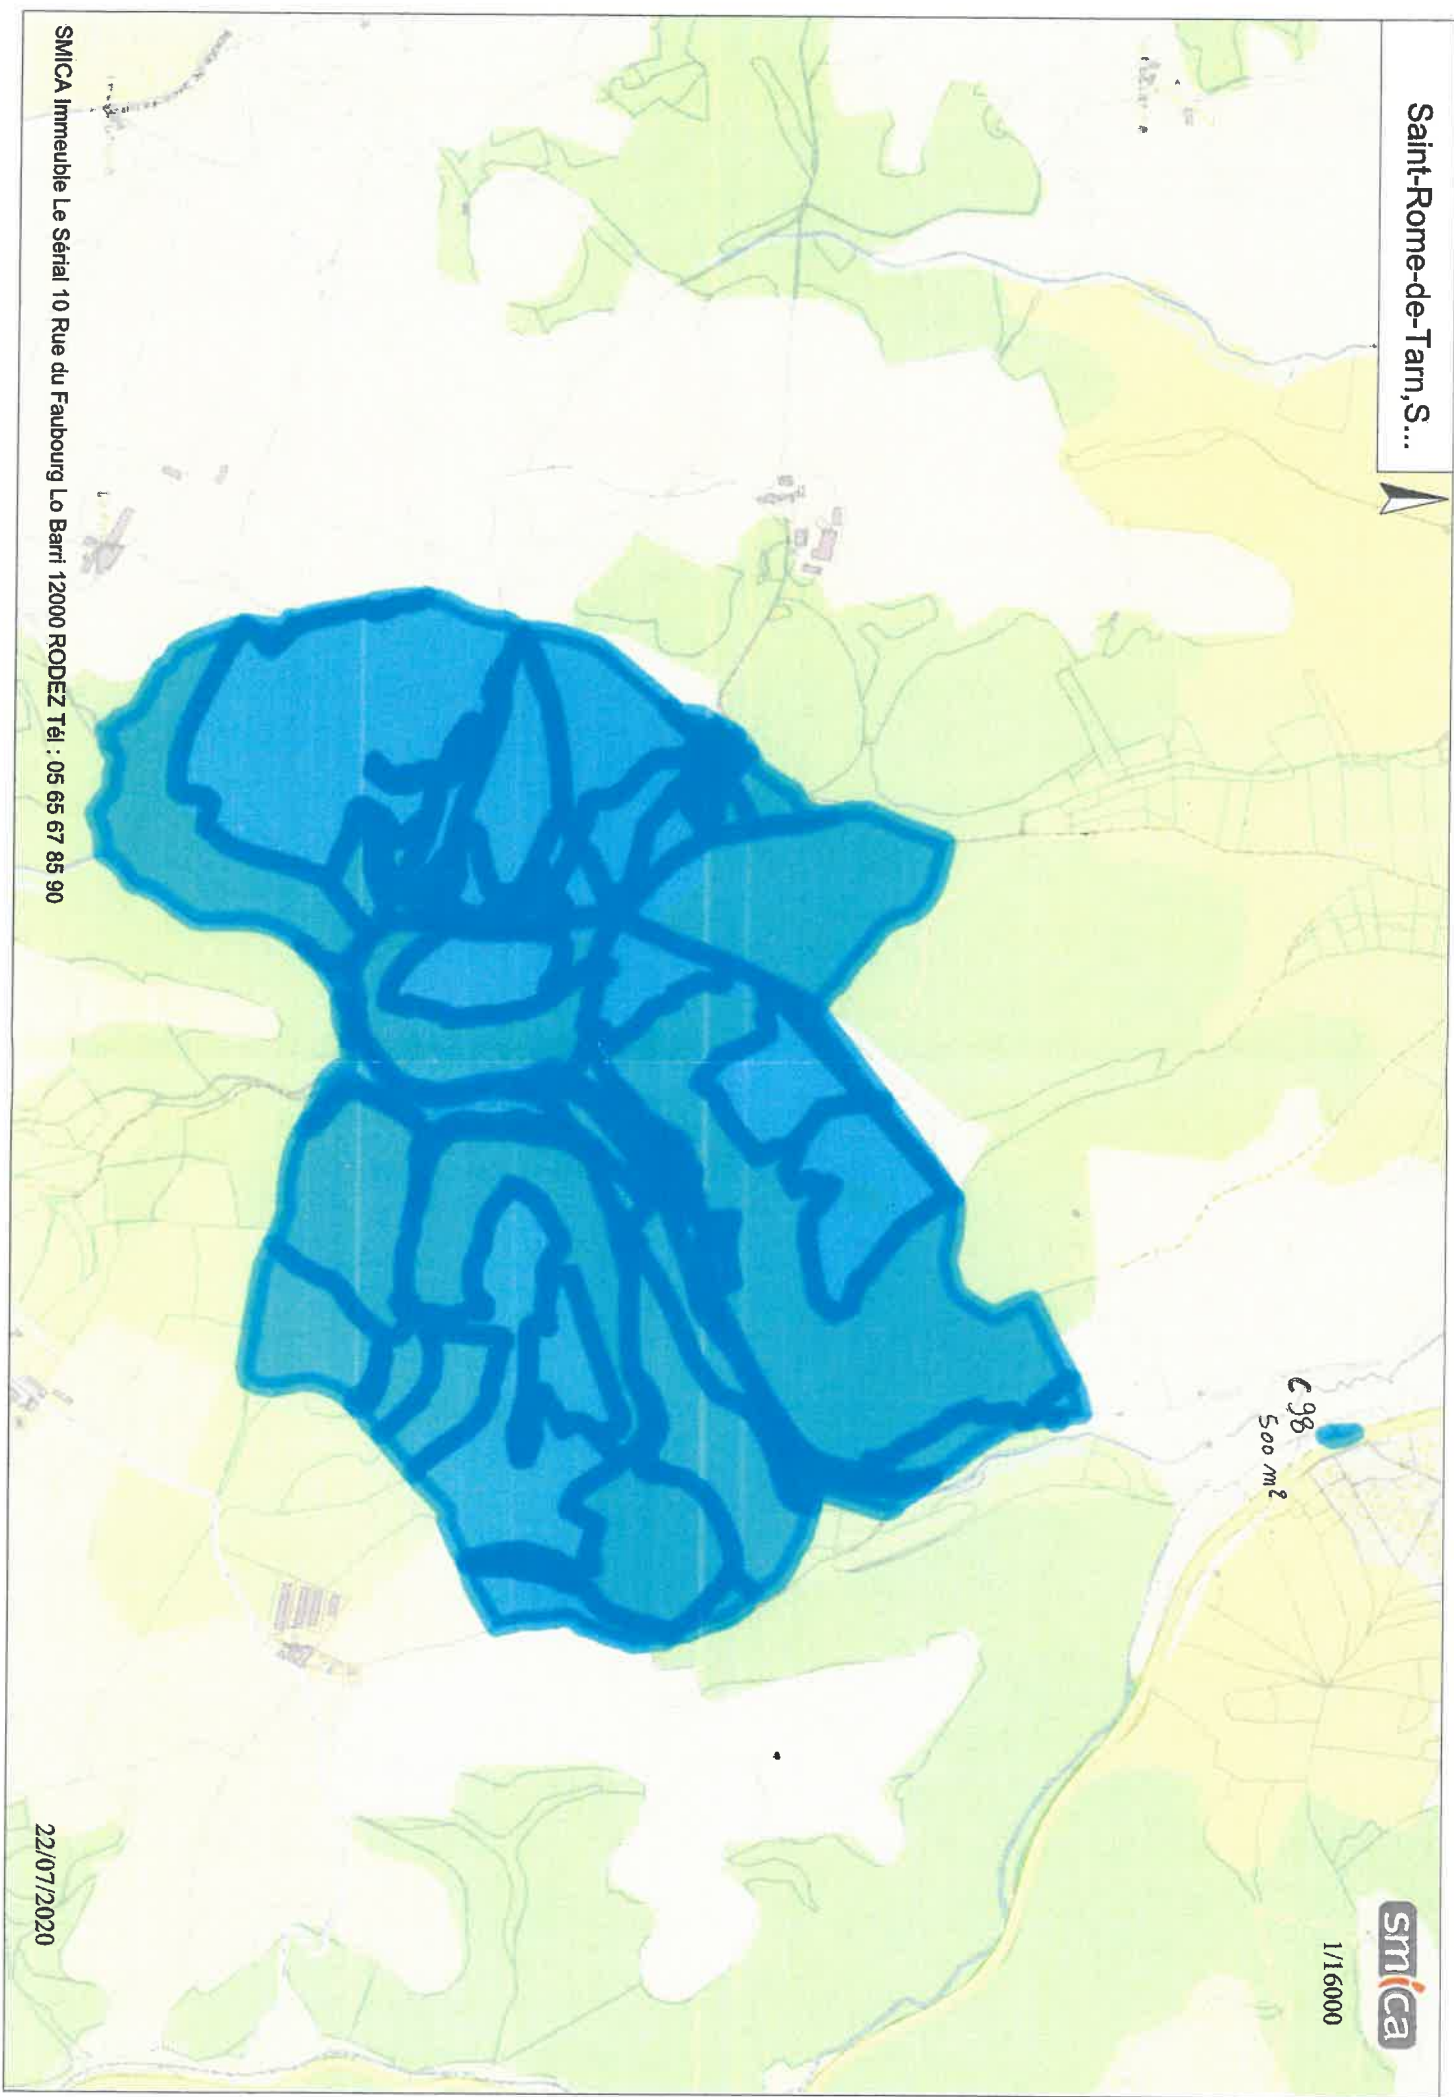 Saint-Rome-de-Tarn,S...
smica
1/16000
C 98
500 m²
SMICA Immeuble Le Sérial 10 Rue du Faubourg Lo Barri 12000 RODEZ Tél : 05 65 67 85 90
22/07/2020